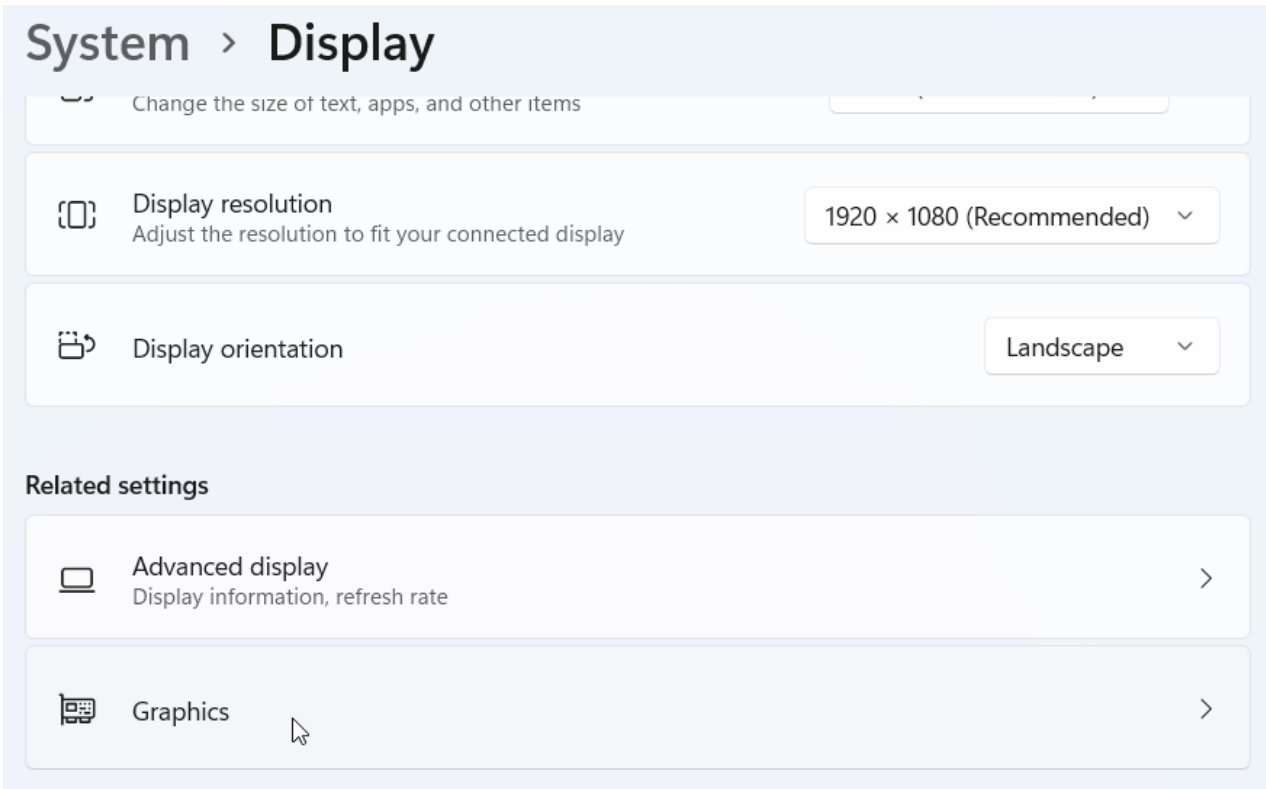 System > Display
Change the size of text, apps, and other items
Display resolution
Adjust the resolution to fit your connected display
1920 × 1080 (Recommended)
Display orientation
Landscape
Related settings
Advanced display
Display information, refresh rate
Graphics